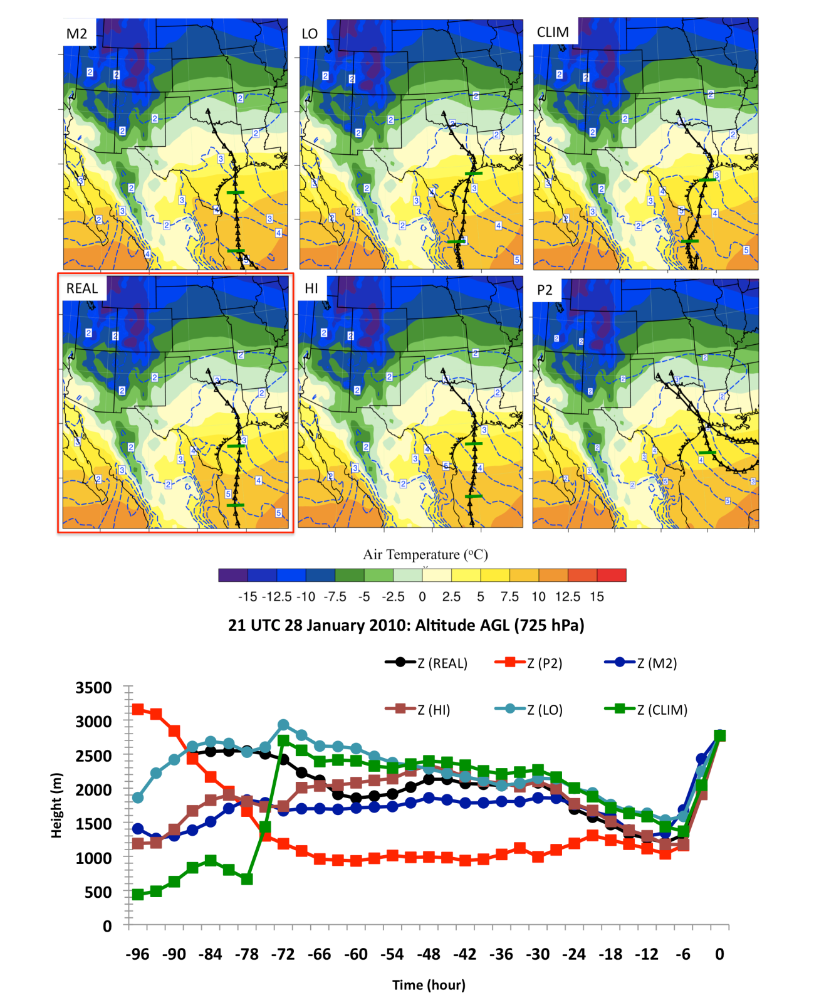 M2
LO
CLIM
REAL
HI
P2
Air Temperature (°C)
-15 -12.5 -10 -7.5 -5 -2.5 0 2.5 5 7.5 10 12.5 15
21 UTC 28 January 2010: Altitude AGL (725 hPa)
Z (REAL) Z (P2) Z (M2)
Z (HI) Z (LO) Z (CLIM)
Height (m)
3500
3000
2500
2000
1500
1000
500
0
-96 -90 -84 -78 -72 -66 -60 -54 -48 -42 -36 -30 -24 -18 -12 -6 0
Time (hour)